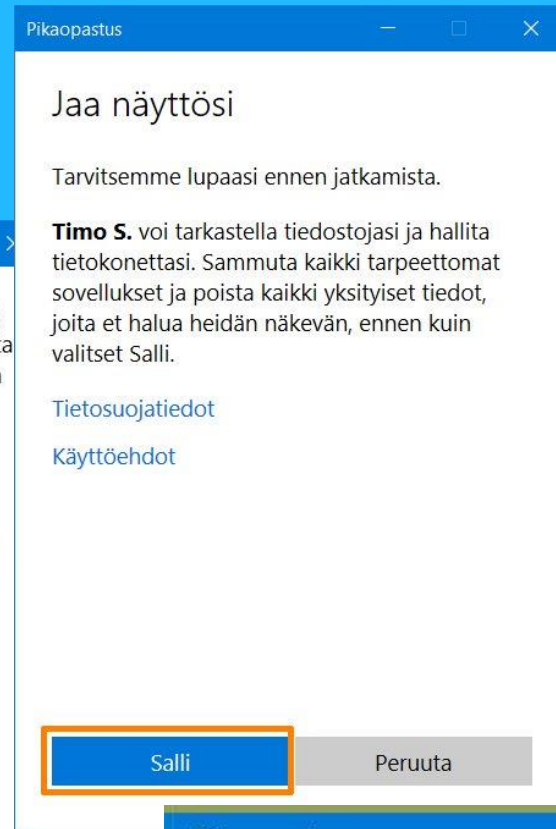 Pikaopastus
Jaa näyttösi
Tarvitsemme lupaasi ennen jatkamista.
Timo S. voi tarkastella tiedostojasi ja hallita
tietokonettasi. Sammuta kaikki tarpeettomat
sovellukset ja poista kaikki yksityiset tiedot,
joita et halua heidän näkevän, ennen kuin
valitset Salli.
Tietosuojatiedot
Käyttöehdot
Salli
Peruuta